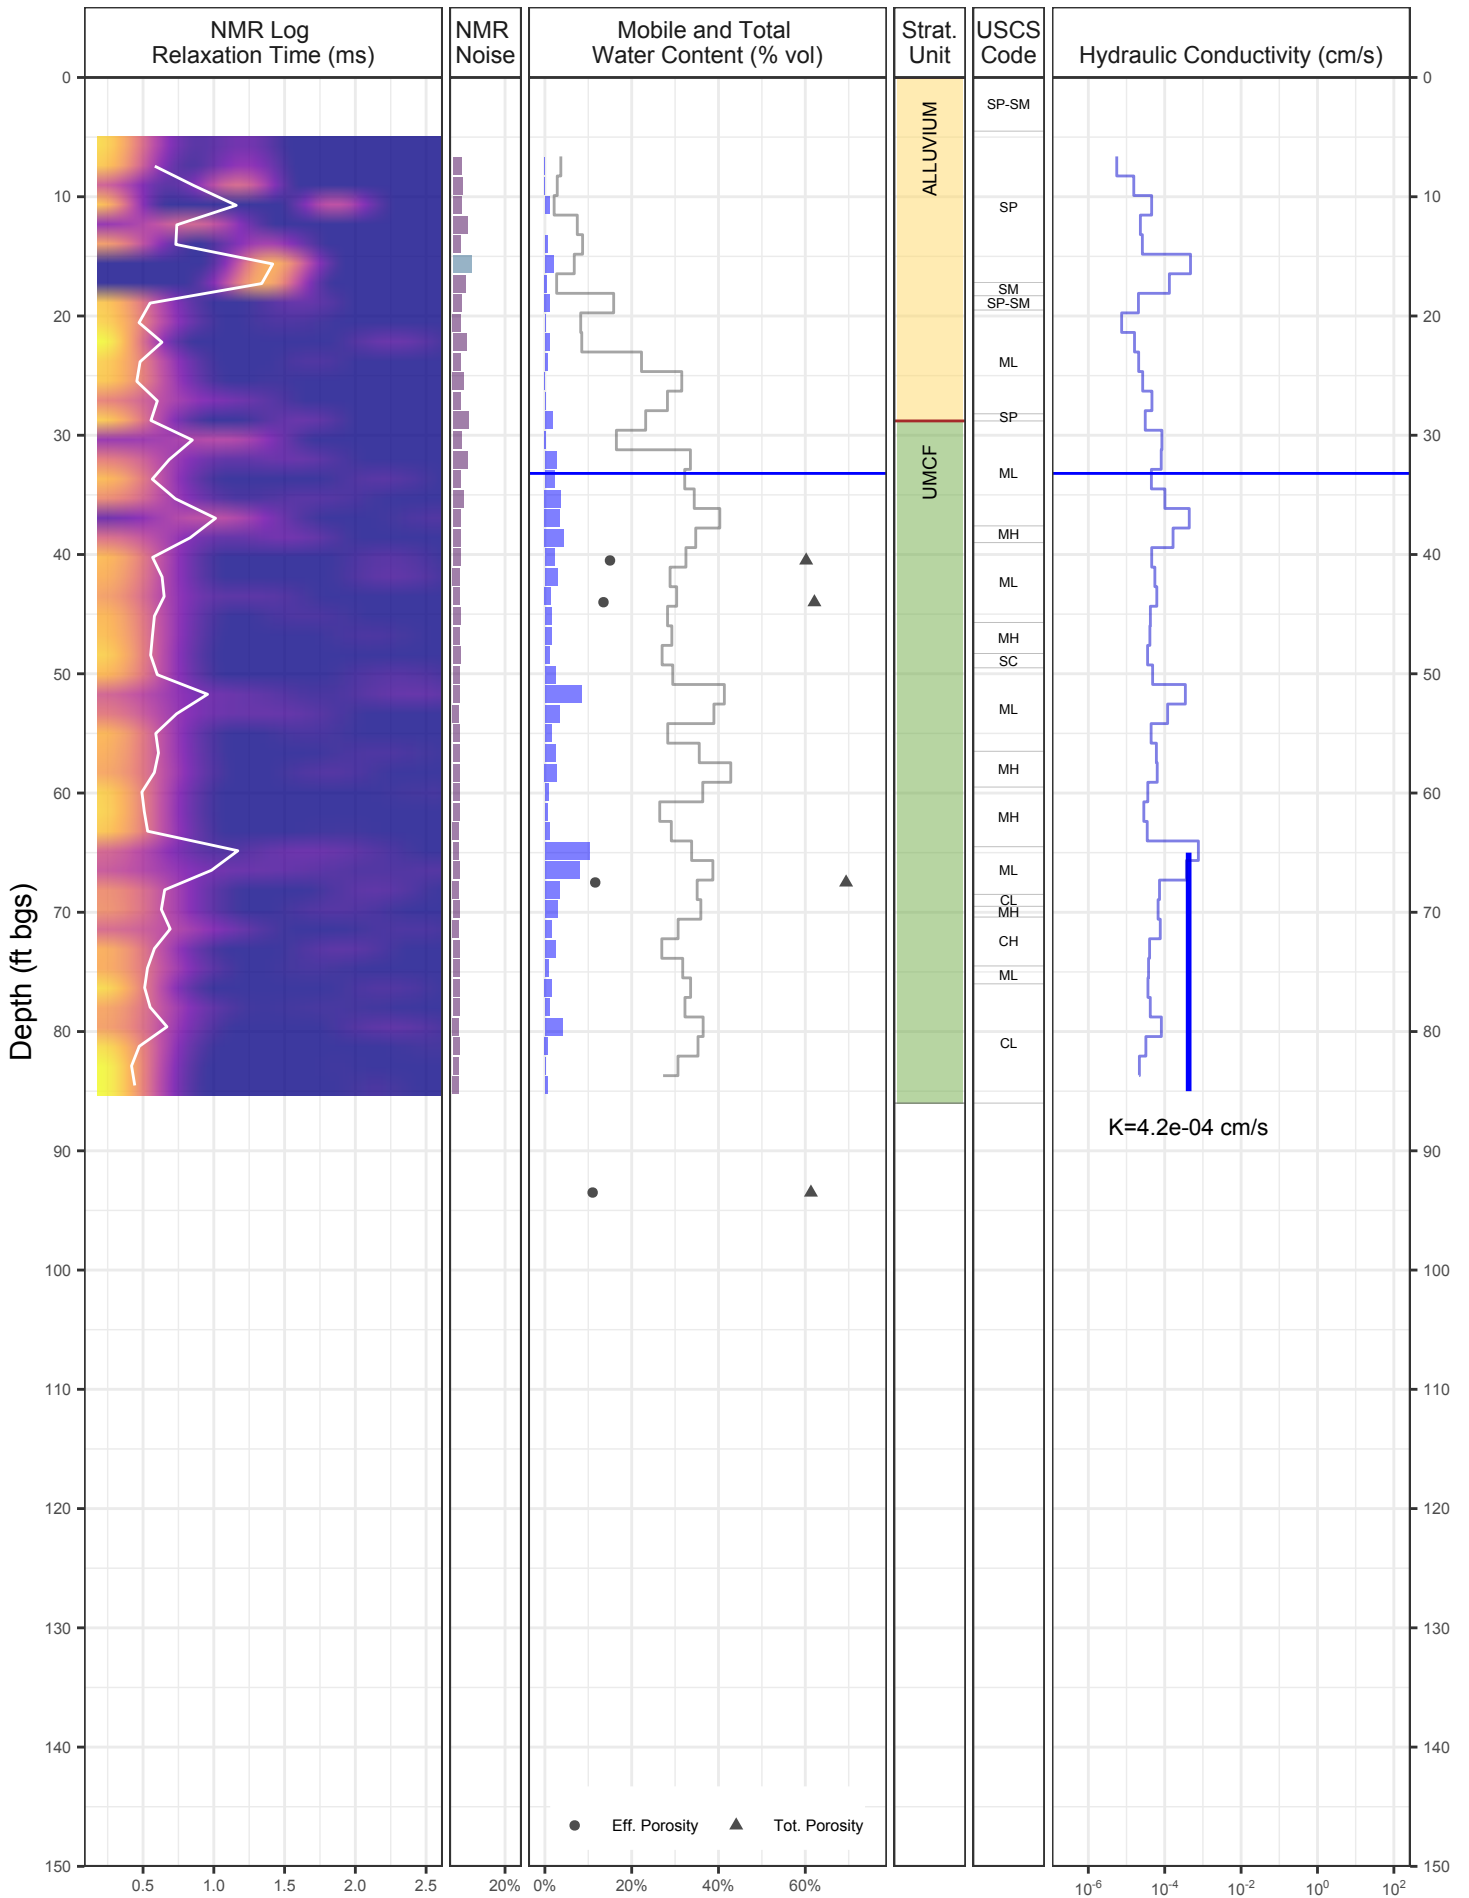 NMR Log
Relaxation Time (ms)
NMR
Noise
Mobile and Total
Water Content (% vol)
Strat.
Unit
USCS
Code
Hydraulic Conductivity (cm/s)
0
10
20
30
40
50
60
70
80
90
100
110
120
130
140
150
Depth (ft bgs)
ALLUVIUM
UMCF
SP-SM
SP
SM
SP-SM
ML
SP
ML
MH
ML
MH
SC
ML
MH
MH
ML
CL
MH
CH
ML
CL
K=4.2e-04 cm/s
0
10
20
30
40
50
60
70
80
90
100
110
120
130
140
150
Eff. Porosity
Tot. Porosity
0.5 1.0 1.5 2.0 2.5
20%
0% 20% 40% 60%
10⁻⁶ 10⁻⁴ 10⁻² 10⁰ 10²